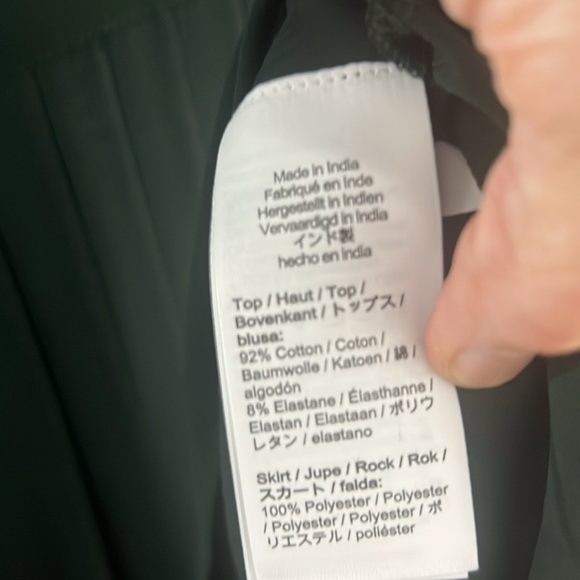 Made in India
Fabriqué en Inde
Hergestellt in Indien
Vervaardigd in India
インド製
hecho en India
Top / Haut / Top /
Bovenkant / トップス /
blusa:
92% Cotton / Coton /
Baumwolle / Katoen / 綿 /
algodón
8% Elastane / Élasthanne /
Elastan / Elastaan / ポリウ
レタン / elastano
Skirt / Jupe / Rock / Rok /
スカート / falda:
100% Polyester / Polyester
/ Polyester / Polyester / ポ
リエステル / poliéster